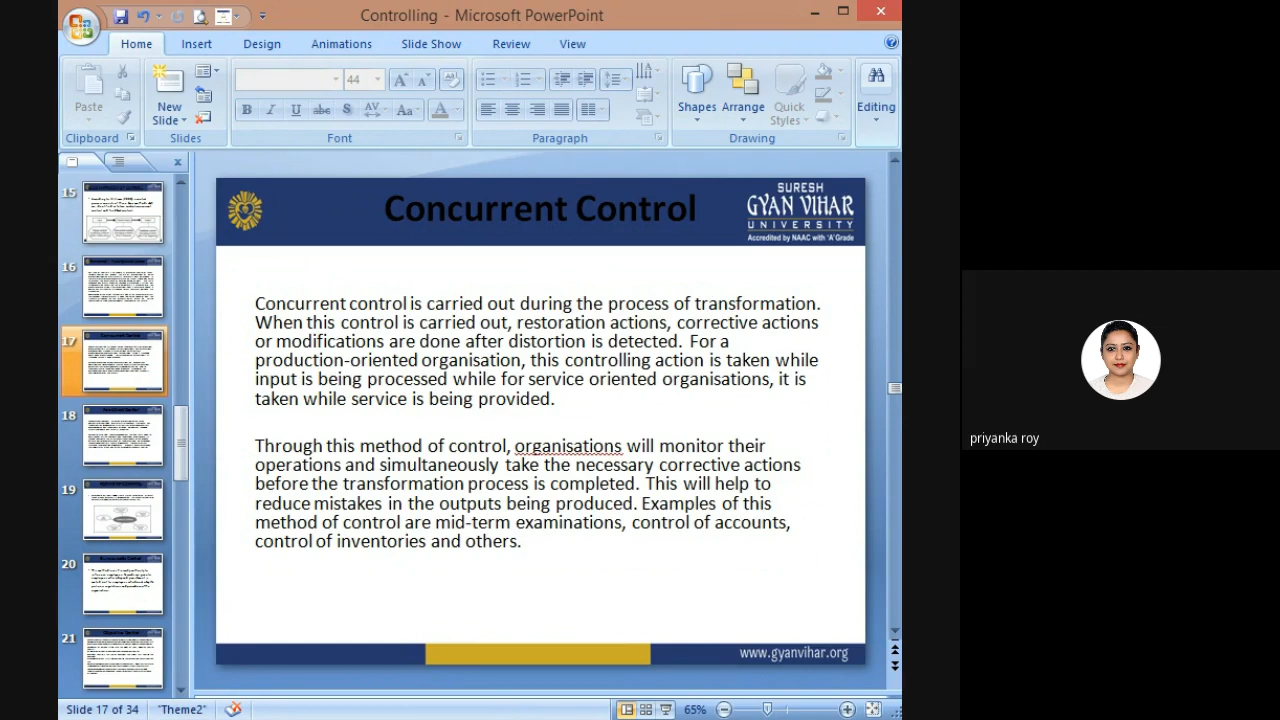 Controlling - Microsoft PowerPoint
Home Insert Design Animations Slide Show Review View
Paste
New Slide
44
Shapes Arrange Quick Styles
Editing
Clipboard Slides Font Paragraph Drawing
15
16
17
18
19
20
21
Concurrent Control
SURESH
GYAN VIHAR
UNIVERSITY
Accredited by NAAC with 'A' Grade
Concurrent control is carried out during the process of transformation.
When this control is carried out, restoration actions, corrective actions
or modifications are done after distortion is detected. For a
production-oriented organisation, this controlling action is taken while
input is being processed while for service oriented organisations, it is
taken while service is being provided.
Through this method of control, organisations will monitor their
operations and simultaneously take the necessary corrective actions
before the transformation process is completed. This will help to
reduce mistakes in the outputs being produced. Examples of this
method of control are mid-term examinations, control of accounts,
control of inventories and others.
www.gyanvihar.org
Slide 17 of 34 "Theme2" 65%
priyanka roy